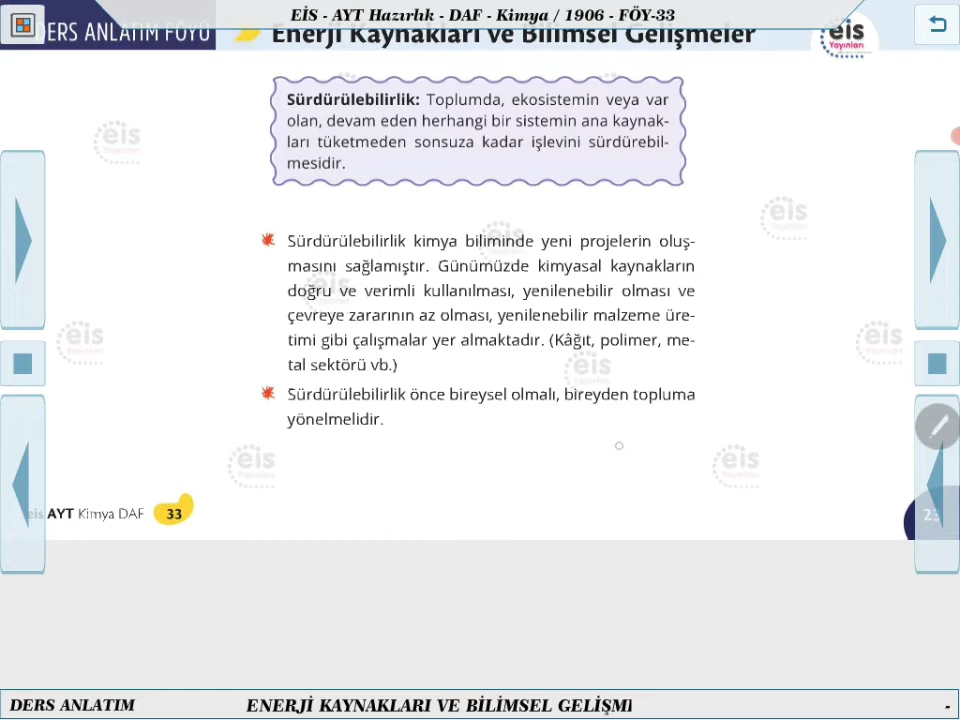 EİS - AYT Hazırlık - DAF - Kimya / 1906 - FÖY-33
DERS ANLATIM FÖYÜ
Enerji Kaynakları ve Bilimsel Gelişmeler
eis
Yayınları
Sürdürülebilirlik: Toplumda, ekosistemin veya var
olan, devam eden herhangi bir sistemin ana kaynak-
ları tüketmeden sonsuza kadar işlevini sürdürebil-
mesidir.
Sürdürülebilirlik kimya biliminde yeni projelerin oluş-
masını sağlamıştır. Günümüzde kimyasal kaynakların
doğru ve verimli kullanılması, yenilenebilir olması ve
çevreye zararının az olması, yenilenebilir malzeme üre-
timi gibi çalışmalar yer almaktadır. (Kâğıt, polimer, me-
tal sektörü vb.)
Sürdürülebilirlik önce bireysel olmalı, bireyden topluma
yönelmelidir.
eis AYT Kimya DAF 33
DERS ANLATIM
ENERJİ KAYNAKLARI VE BİLİMSEL GELİŞMİ
-